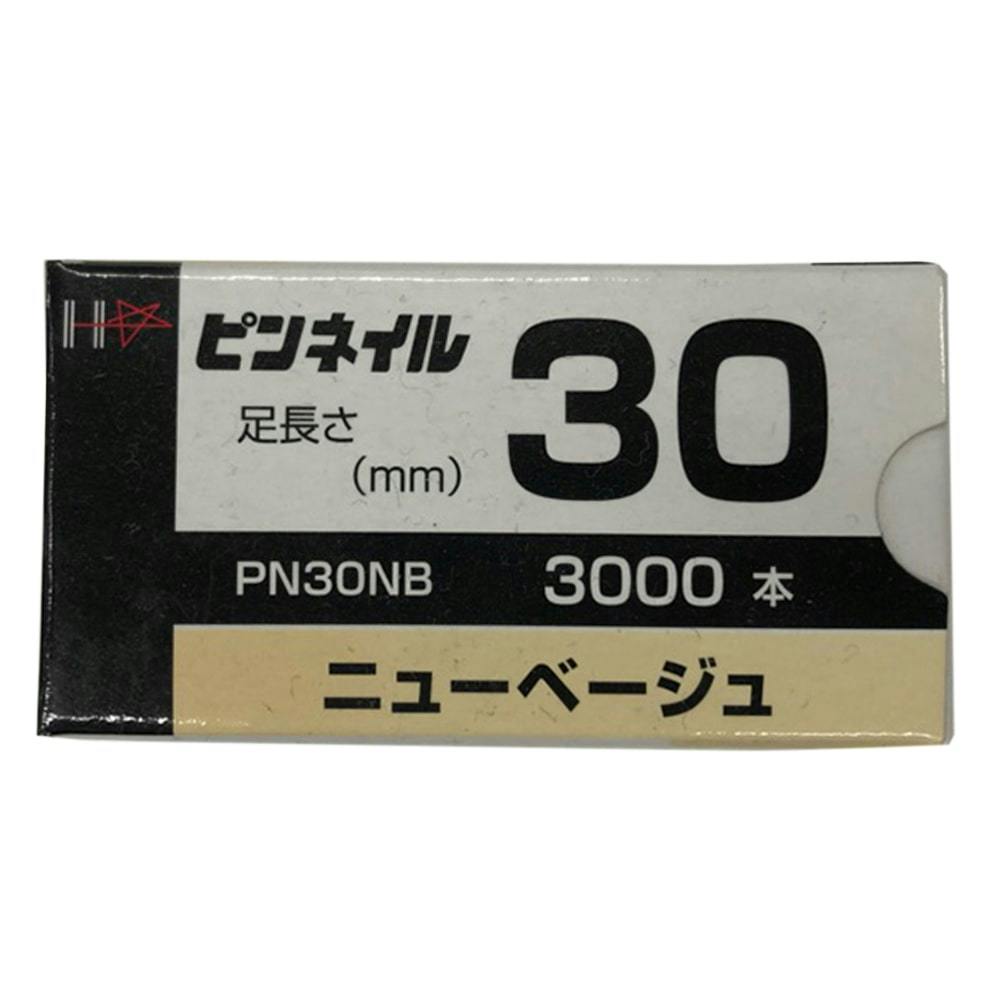 H☆
ピンネイル
足長さ
(mm)
30
PN30NB 3000 本
ニューベージュ